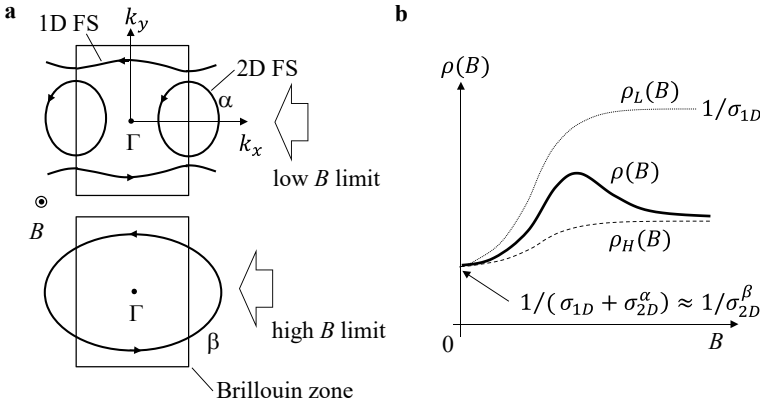 a
1D FS
k_y
2D FS
α
Γ
k_x
low B limit
B
Γ
high B limit
β
Brillouin zone
b
ρ(B)
ρ_L(B)
1/σ_1D
ρ(B)
ρ_H(B)
1/( σ_1D + σ_2D^α) ≈ 1/σ_2D^β
0
B